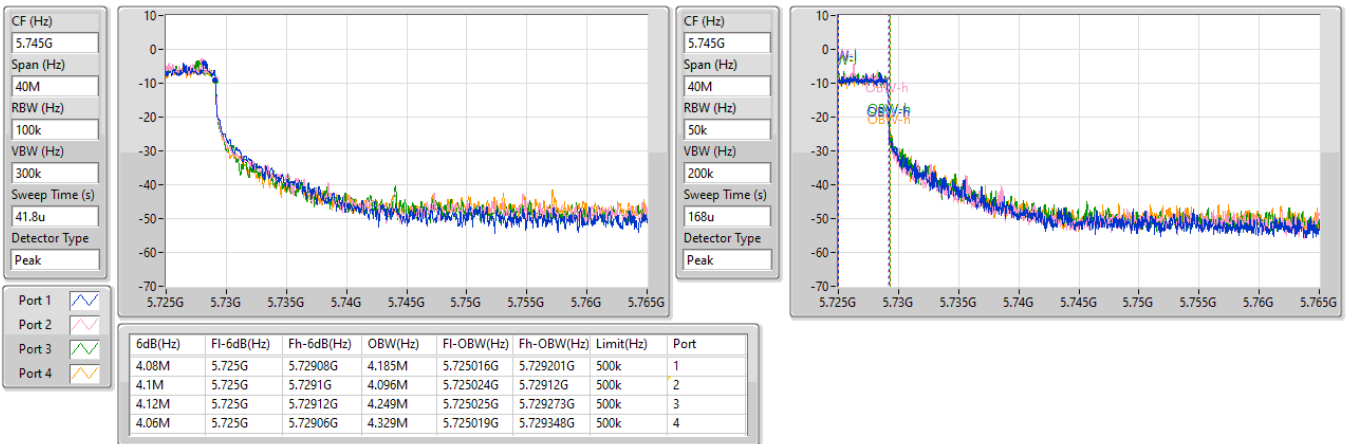 CF (Hz)
5.745G
Span (Hz)
40M
RBW (Hz)
100k
VBW (Hz)
300k
Sweep Time (s)
41.8u
Detector Type
Peak
10
0
-10
-20
-30
-40
-50
-60
-70
5.725G 5.73G 5.735G 5.74G 5.745G 5.75G 5.755G 5.76G 5.765G
CF (Hz)
5.745G
Span (Hz)
40M
RBW (Hz)
50k
VBW (Hz)
200k
Sweep Time (s)
168u
Detector Type
Peak
10
0
-10
-20
-30
-40
-50
-60
-70
W-l
OBW-h
OBW-h
OBW-h
5.725G 5.73G 5.735G 5.74G 5.745G 5.75G 5.755G 5.76G 5.765G
Port 1
Port 2
Port 3
Port 4
6dB(Hz) Fl-6dB(Hz) Fh-6dB(Hz) OBW(Hz) Fl-OBW(Hz) Fh-OBW(Hz) Limit(Hz) Port
4.08M 5.725G 5.72908G 4.185M 5.725016G 5.729201G 500k 1
4.1M 5.725G 5.7291G 4.096M 5.725024G 5.72912G 500k 2
4.12M 5.725G 5.72912G 4.249M 5.725025G 5.729273G 500k 3
4.06M 5.725G 5.72906G 4.329M 5.725019G 5.729348G 500k 4